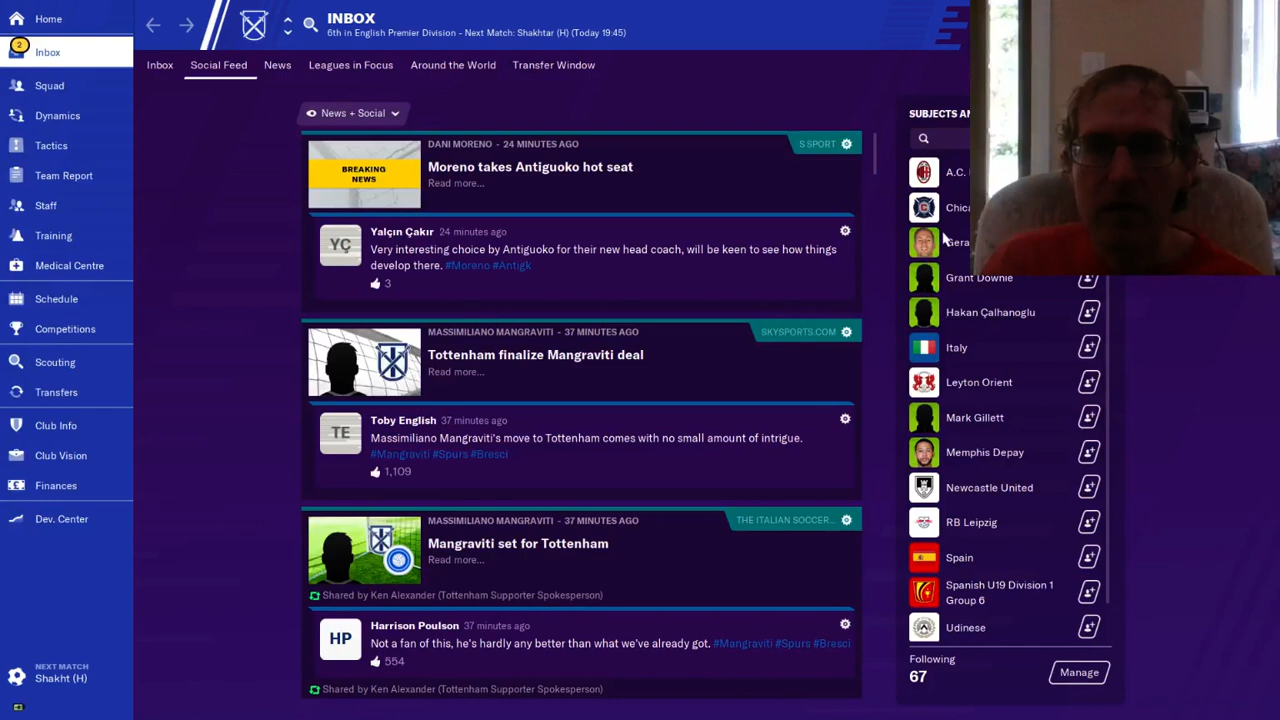 Home
2
Inbox
Squad
Dynamics
Tactics
Team Report
Staff
Training
Medical Centre
Schedule
Competitions
Scouting
Transfers
Club Info
Club Vision
Finances
Dev. Center
NEXT MATCH
Shakht (H)
INBOX
6th in English Premier Division - Next Match: Shakhtar (H) (Today 19:45)
Inbox
Social Feed
News
Leagues in Focus
Around the World
Transfer Window
News + Social
DANI MORENO - 24 MINUTES AGO
S SPORT
BREAKING
NEWS
Moreno takes Antiguoko hot seat
Read more...
YÇ
Yalçın Çakır 24 minutes ago
Very interesting choice by Antiguoko for their new head coach, will be keen to see how things
develop there. #Moreno #Antigk
3
MASSIMILIANO MANGRAVITI - 37 MINUTES AGO
SKYSPORTS.COM
Tottenham finalize Mangraviti deal
Read more...
TE
Toby English 37 minutes ago
Massimiliano Mangraviti's move to Tottenham comes with no small amount of intrigue.
#Mangraviti #Spurs #Bresci
1,109
MASSIMILIANO MANGRAVITI - 37 MINUTES AGO
THE ITALIAN SOCCER...
Mangraviti set for Tottenham
Read more...
Shared by Ken Alexander (Tottenham Supporter Spokesperson)
HP
Harrison Poulson 37 minutes ago
Not a fan of this, he's hardly any better than what we've already got. #Mangraviti #Spurs #Bresci
554
Shared by Ken Alexander (Tottenham Supporter Spokesperson)
SUBJECTS AN
A.C.
Chica
Gera
Grant Downie
Hakan Çalhanoglu
Italy
Leyton Orient
Mark Gillett
Memphis Depay
Newcastle United
RB Leipzig
Spain
Spanish U19 Division 1
Group 6
Udinese
Following
67
Manage